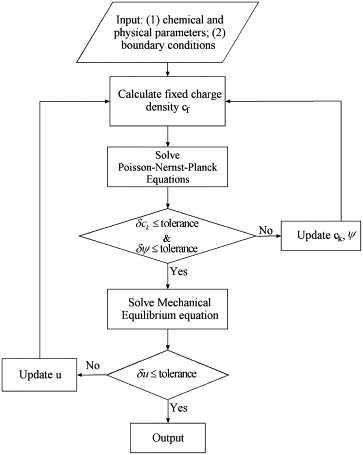 Input: (1) chemical and
physical parameters; (2)
boundary conditions
Calculate fixed charge
density cf
Solve
Poisson-Nernst-Planck
Equations
δck ≤ tolerance
&
δψ ≤ tolerance
No
Update ck, ψ
Yes
Solve Mechanical
Equilibrium equation
δu ≤ tolerance
No
Update u
Yes
Output